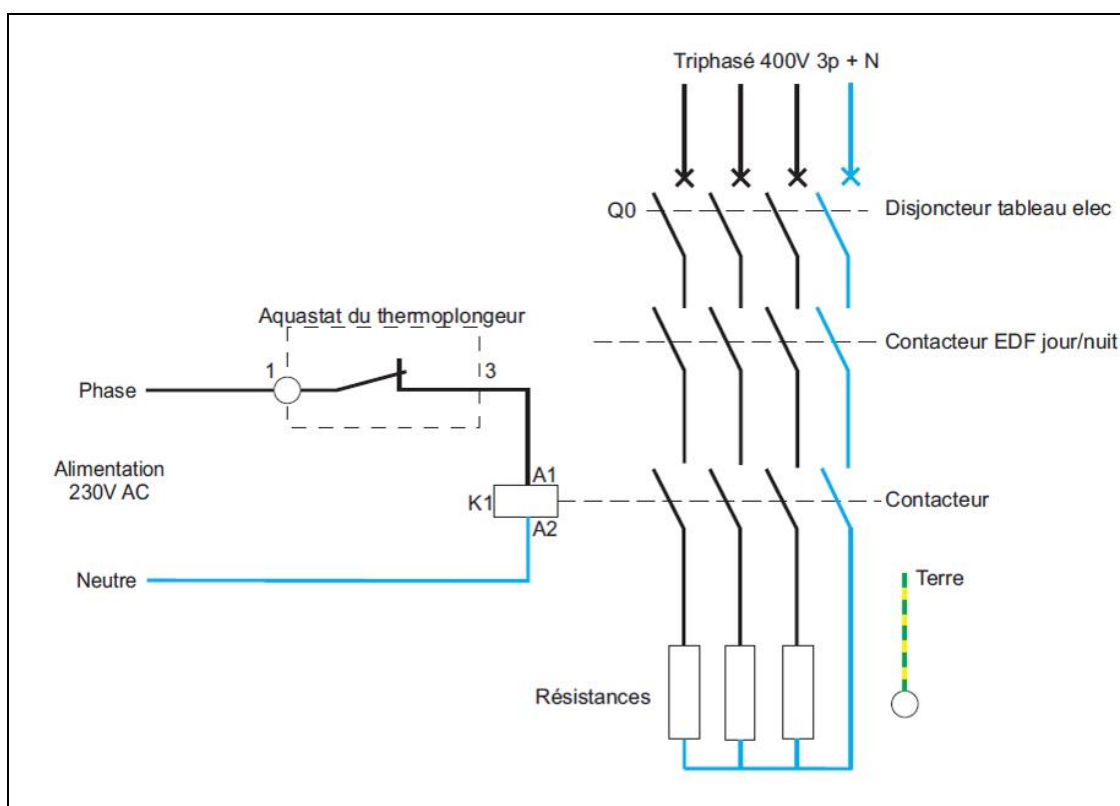 Triphasé 400V 3p + N
Q0
Disjoncteur tableau elec
Aquastat du thermoplongeur
Contacteur EDF jour/nuit
1
3
Phase
Alimentation
230V AC
A1
K1
A2
Contacteur
Neutre
Terre
Résistances